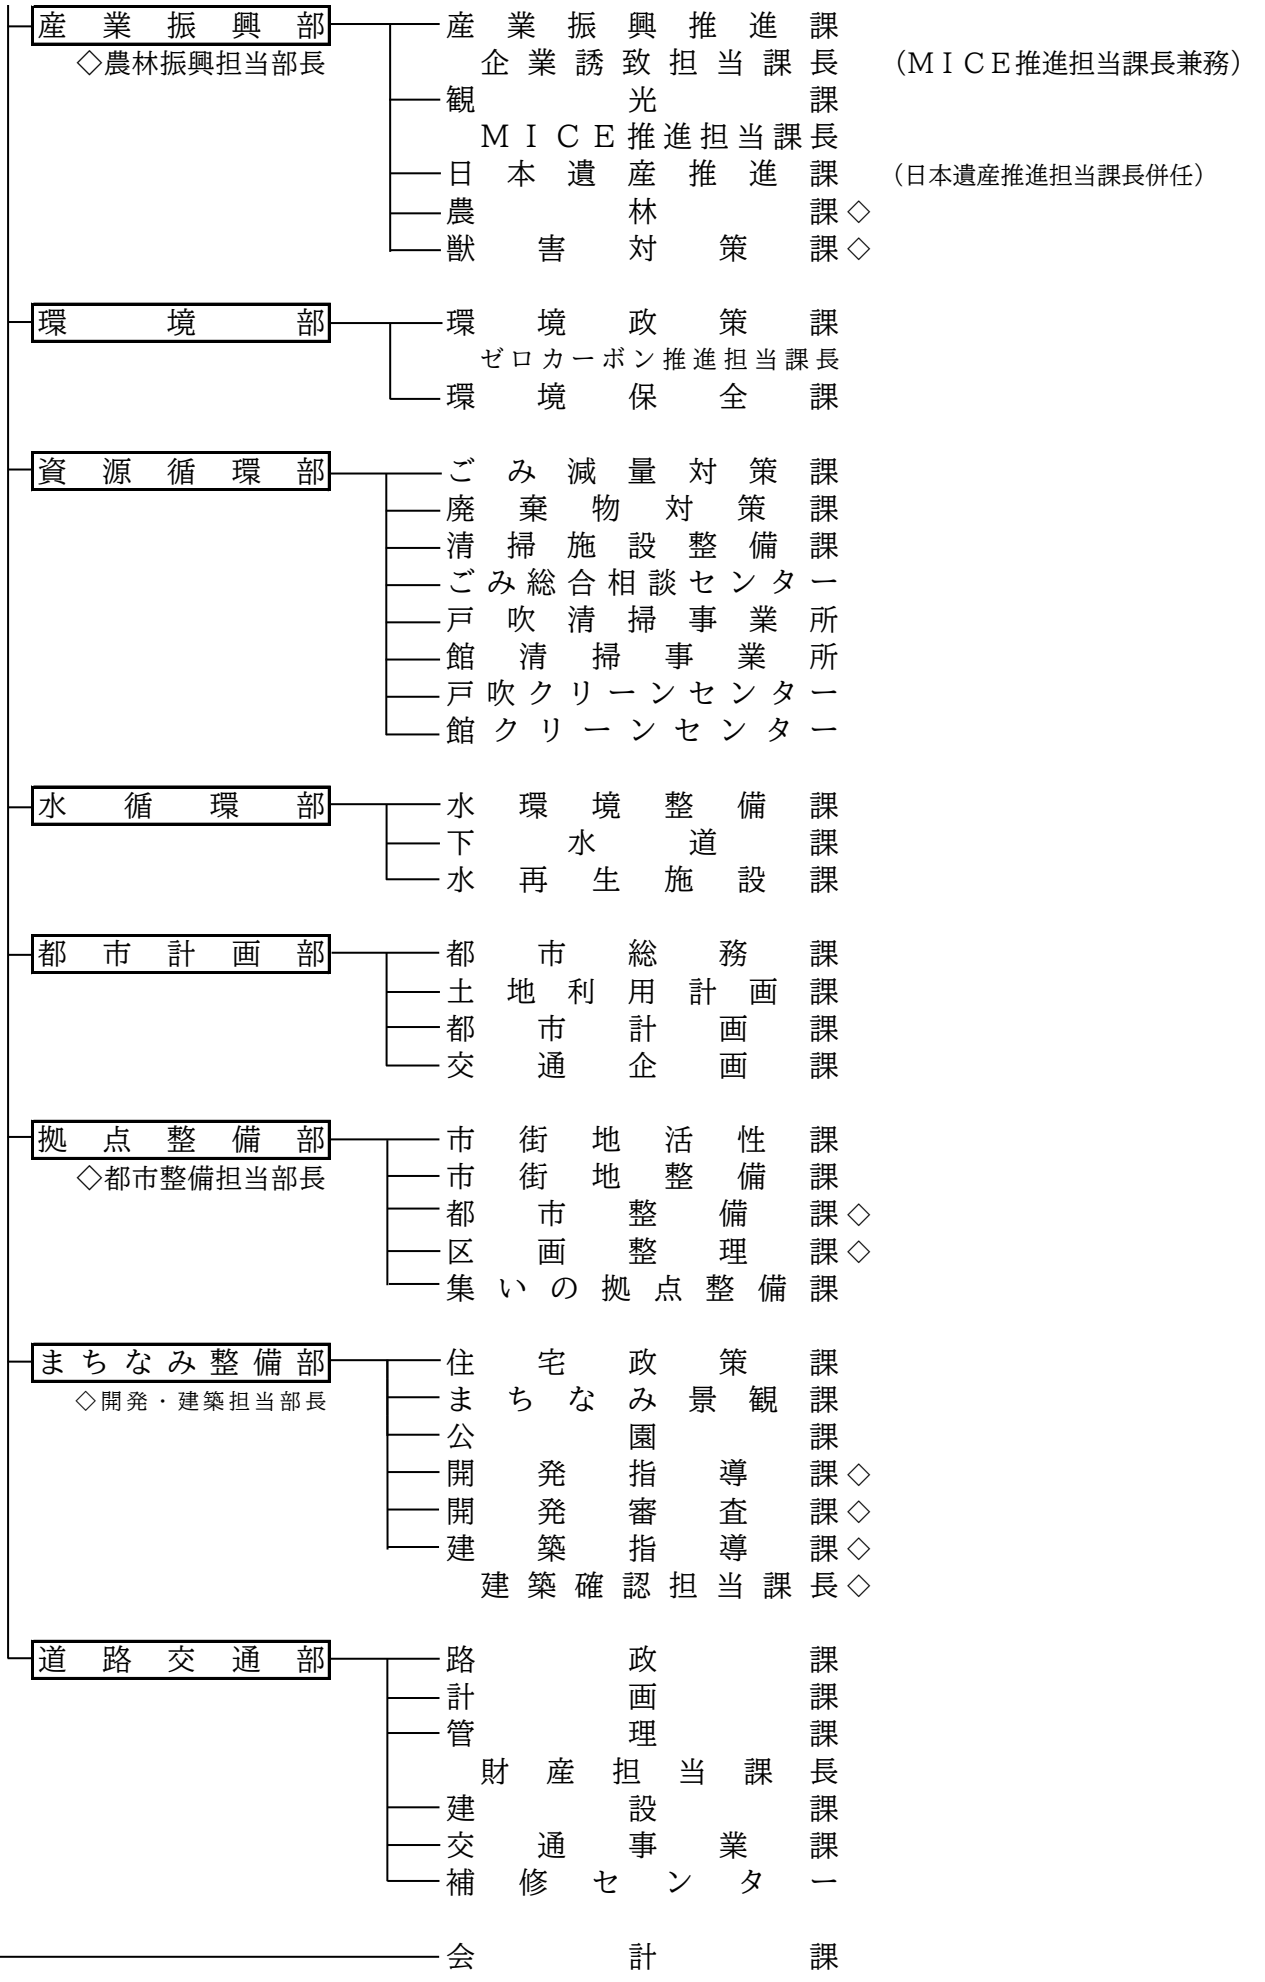 産業振興部 産業振興推進課
◇農林振興担当部長 企業誘致担当課長 （ＭＩＣＥ推進担当課長兼務）
観光課
ＭＩＣＥ推進担当課長
日本遺産推進課 （日本遺産推進担当課長併任）
農林課◇
獣害対策課◇
環境部 環境政策課
ゼロカーボン推進担当課長
環境保全課
資源循環部 ごみ減量対策課
廃棄物対策課
清掃施設整備課
ごみ総合相談センター
戸吹清掃事業所
館清掃事業所
戸吹クリーンセンター
館クリーンセンター
水循環部 水環境整備課
下水道課
水再生施設課
都市計画部 都市総務課
土地利用計画課
都市計画課
交通企画課
拠点整備部 市街地活性課
◇都市整備担当部長 市街地整備課
都市整備課◇
区画整理課◇
集いの拠点整備課
まちなみ整備部 住宅政策課
◇開発・建築担当部長 まちなみ景観課
公園課
開発指導課◇
開発審査課◇
建築指導課◇
建築確認担当課長◇
道路交通部 路政課
計画課
管理課
財産担当課長
建設課
交通事業課
補修センター
会計課